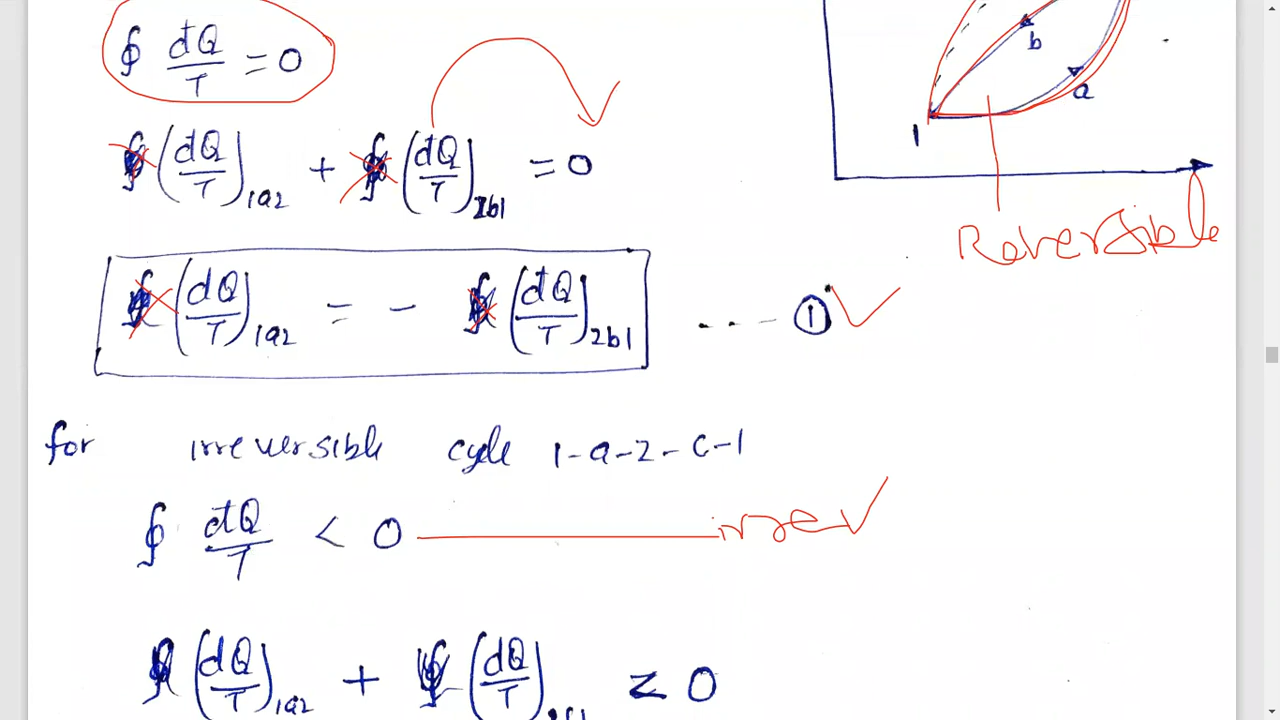 ∮ dQ/T = 0
b
a
1
∮ (dQ/T)1a2 + ∮ (dQ/T)2b1 = 0
Reversible
∮ (dQ/T)1a2 = - ∮ (dQ/T)2b1 ... ①
for irreversible cycle 1-a-2-c-1
∮ dQ/T < 0 irrev
∮ (dQ/T)1a2 + ∮ (dQ/T) < 0